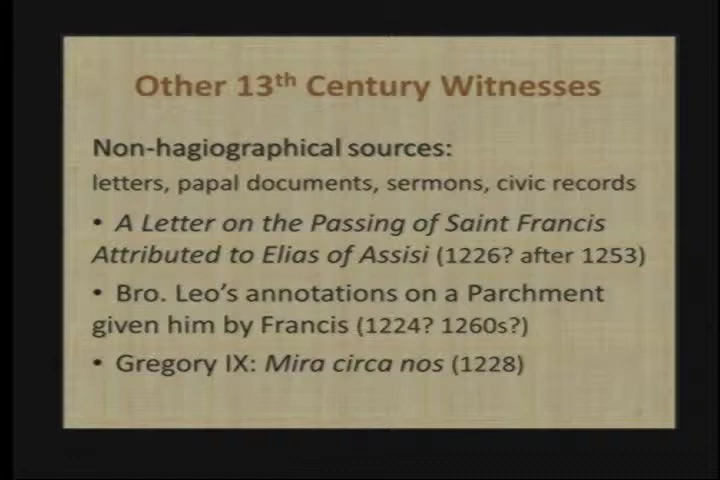 Other 13th Century Witnesses
Non-hagiographical sources:
letters, papal documents, sermons, civic records
• A Letter on the Passing of Saint Francis
Attributed to Elias of Assisi (1226? after 1253)
• Bro. Leo's annotations on a Parchment
given him by Francis (1224? 1260s?)
• Gregory IX: Mira circa nos (1228)